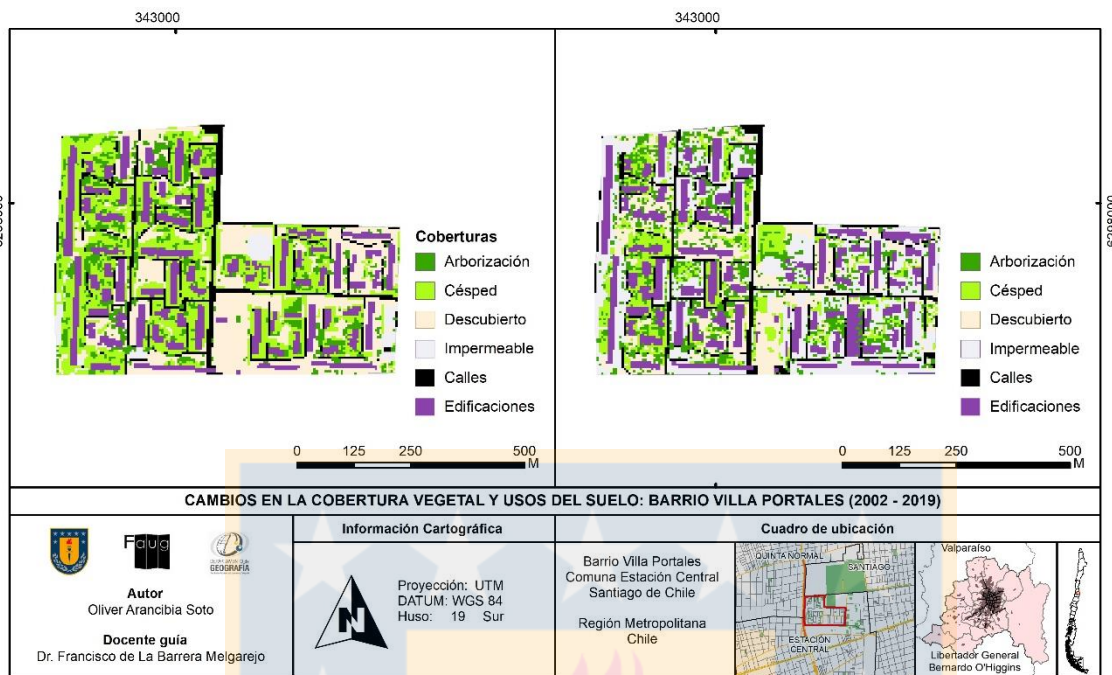 343000
343000
6298000
Coberturas
Arborización
Césped
Descubierto
Impermeable
Calles
Edificaciones
Arborización
Césped
Descubierto
Impermeable
Calles
Edificaciones
0 125 250 500
M
0 125 250 500
M
CAMBIOS EN LA COBERTURA VEGETAL Y USOS DEL SUELO: BARRIO VILLA PORTALES (2002 - 2019)
Faug
GEOGRAFÍA
Autor
Oliver Arancibia Soto
Docente guía
Dr. Francisco de La Barrera Melgarejo
Información Cartográfica
N
Proyección: UTM
DATUM: WGS 84
Huso: 19 Sur
Barrio Villa Portales
Comuna Estación Central
Santiago de Chile
Región Metropolitana
Chile
Cuadro de ubicación
QUINTA NORMAL
SANTIAGO
ESTACIÓN
CENTRAL
Valparaíso
Libertador General
Bernardo O'Higgins